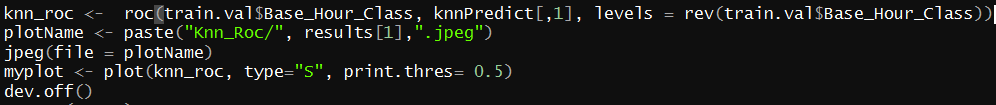 knn_roc <-  roc(train.val$Base_Hour_Class, knnPredict[,1], levels = rev(train.val$Base_Hour_Class))
plotName <- paste("Knn_Roc/", results[1],".jpeg")
jpeg(file = plotName)
myplot <- plot(knn_roc, type="S", print.thres= 0.5)
dev.off()